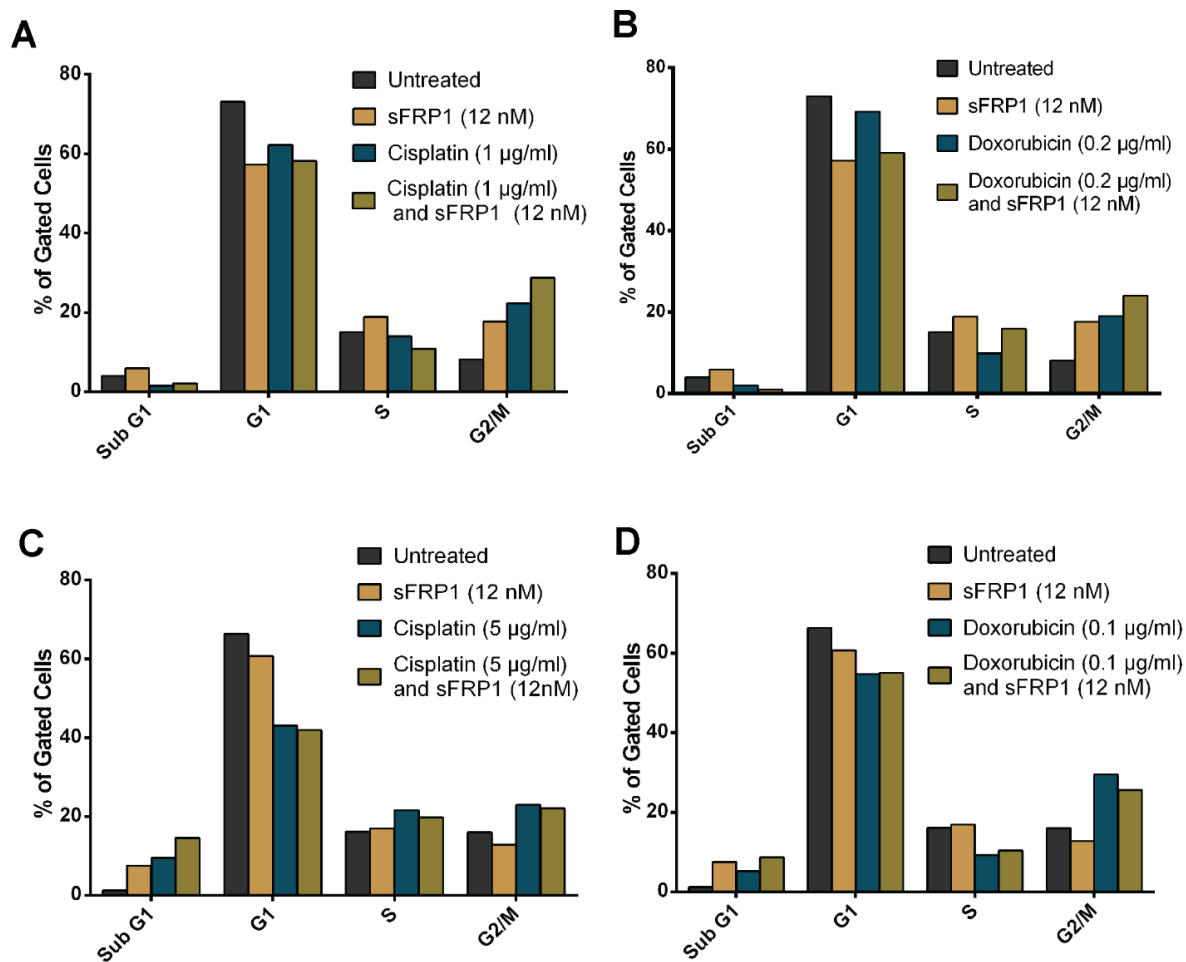 A
% of Gated Cells
80
60
40
20
0
Sub G1
G1
S
G2/M
Untreated
sFRP1 (12 nM)
Cisplatin (1 µg/ml)
Cisplatin (1 µg/ml)
and sFRP1 (12 nM)
B
% of Gated Cells
80
60
40
20
0
Sub G1
G1
S
G2/M
Untreated
sFRP1 (12 nM)
Doxorubicin (0.2 µg/ml)
Doxorubicin (0.2 µg/ml)
and sFRP1 (12 nM)
C
% of Gated Cells
80
60
40
20
0
Sub G1
G1
S
G2/M
Untreated
sFRP1 (12 nM)
Cisplatin (5 µg/ml)
Cisplatin (5 µg/ml)
and sFRP1 (12nM)
D
% of Gated Cells
80
60
40
20
0
Sub G1
G1
S
G2/M
Untreated
sFRP1 (12 nM)
Doxorubicin (0.1 µg/ml)
Doxorubicin (0.1 µg/ml)
and sFRP1 (12 nM)